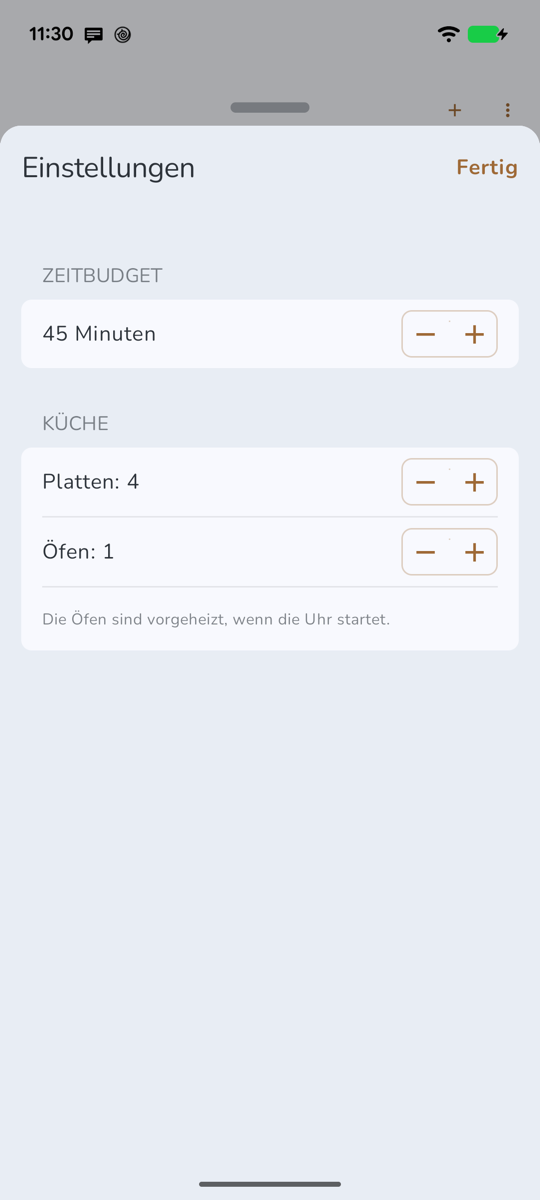 11:30
Einstellungen
Fertig
ZEITBUDGET
45 Minuten
KÜCHE
Platten: 4
Öfen: 1
Die Öfen sind vorgeheizt, wenn die Uhr startet.